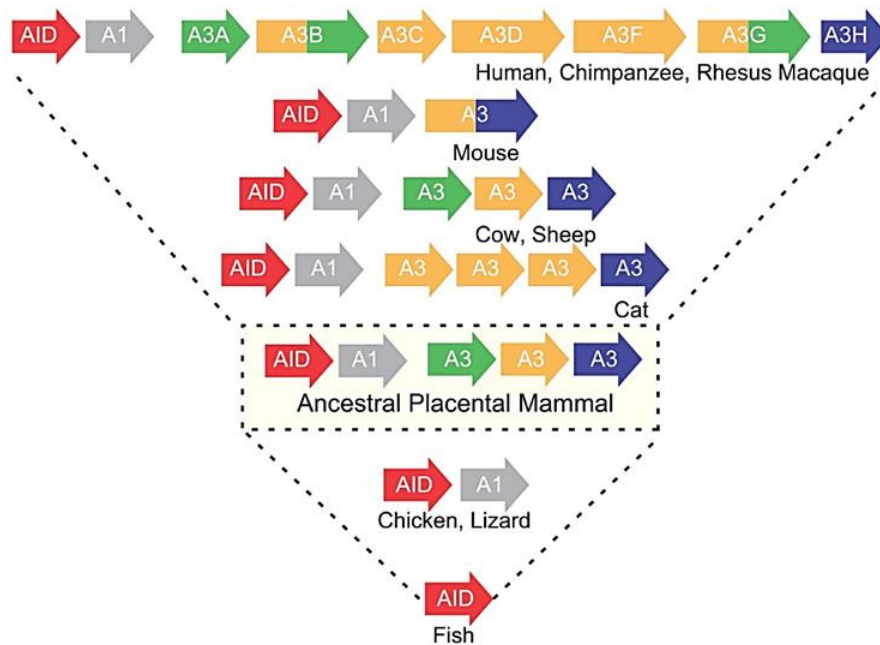 AID A1 A3A A3B A3C A3D A3F A3G A3H
Human, Chimpanzee, Rhesus Macaque
AID A1 A3
Mouse
AID A1 A3 A3 A3
Cow, Sheep
AID A1 A3 A3 A3 A3
Cat
AID A1 A3 A3 A3
Ancestral Placental Mammal
AID A1
Chicken, Lizard
AID
Fish